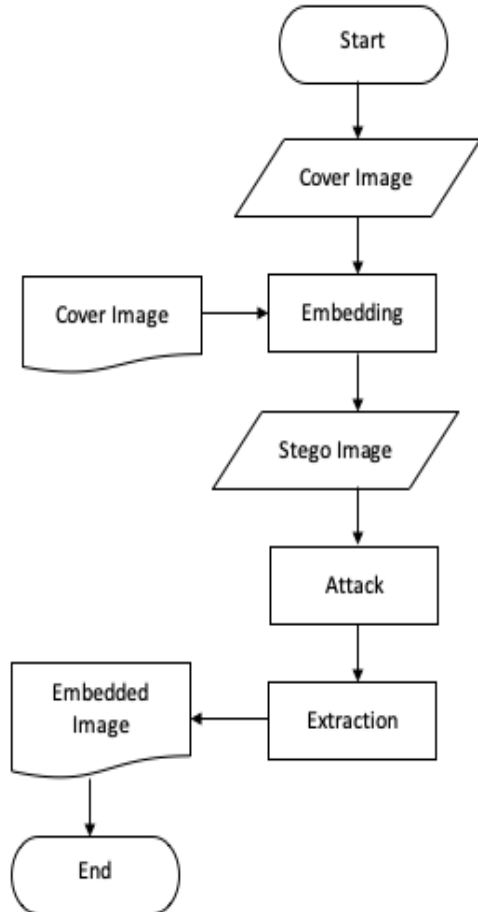 Start
Cover Image
Cover Image
Embedding
Stego Image
Attack
Embedded
Image
Extraction
End